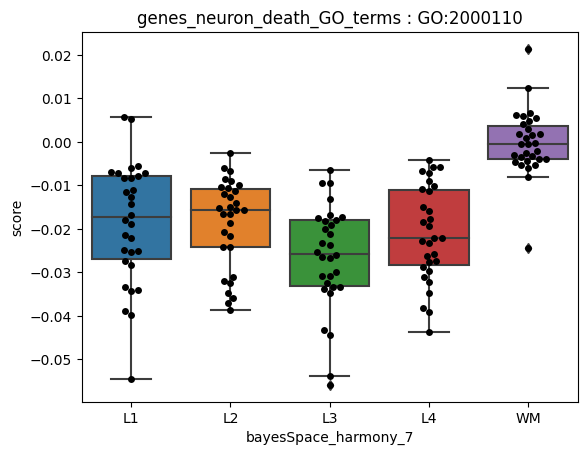 genes_neuron_death_GO_terms : GO:2000110
0.02
0.01
0.00
−0.01
−0.02
−0.03
−0.04
−0.05
score
L1 L2 L3 L4 WM
bayesSpace_harmony_7